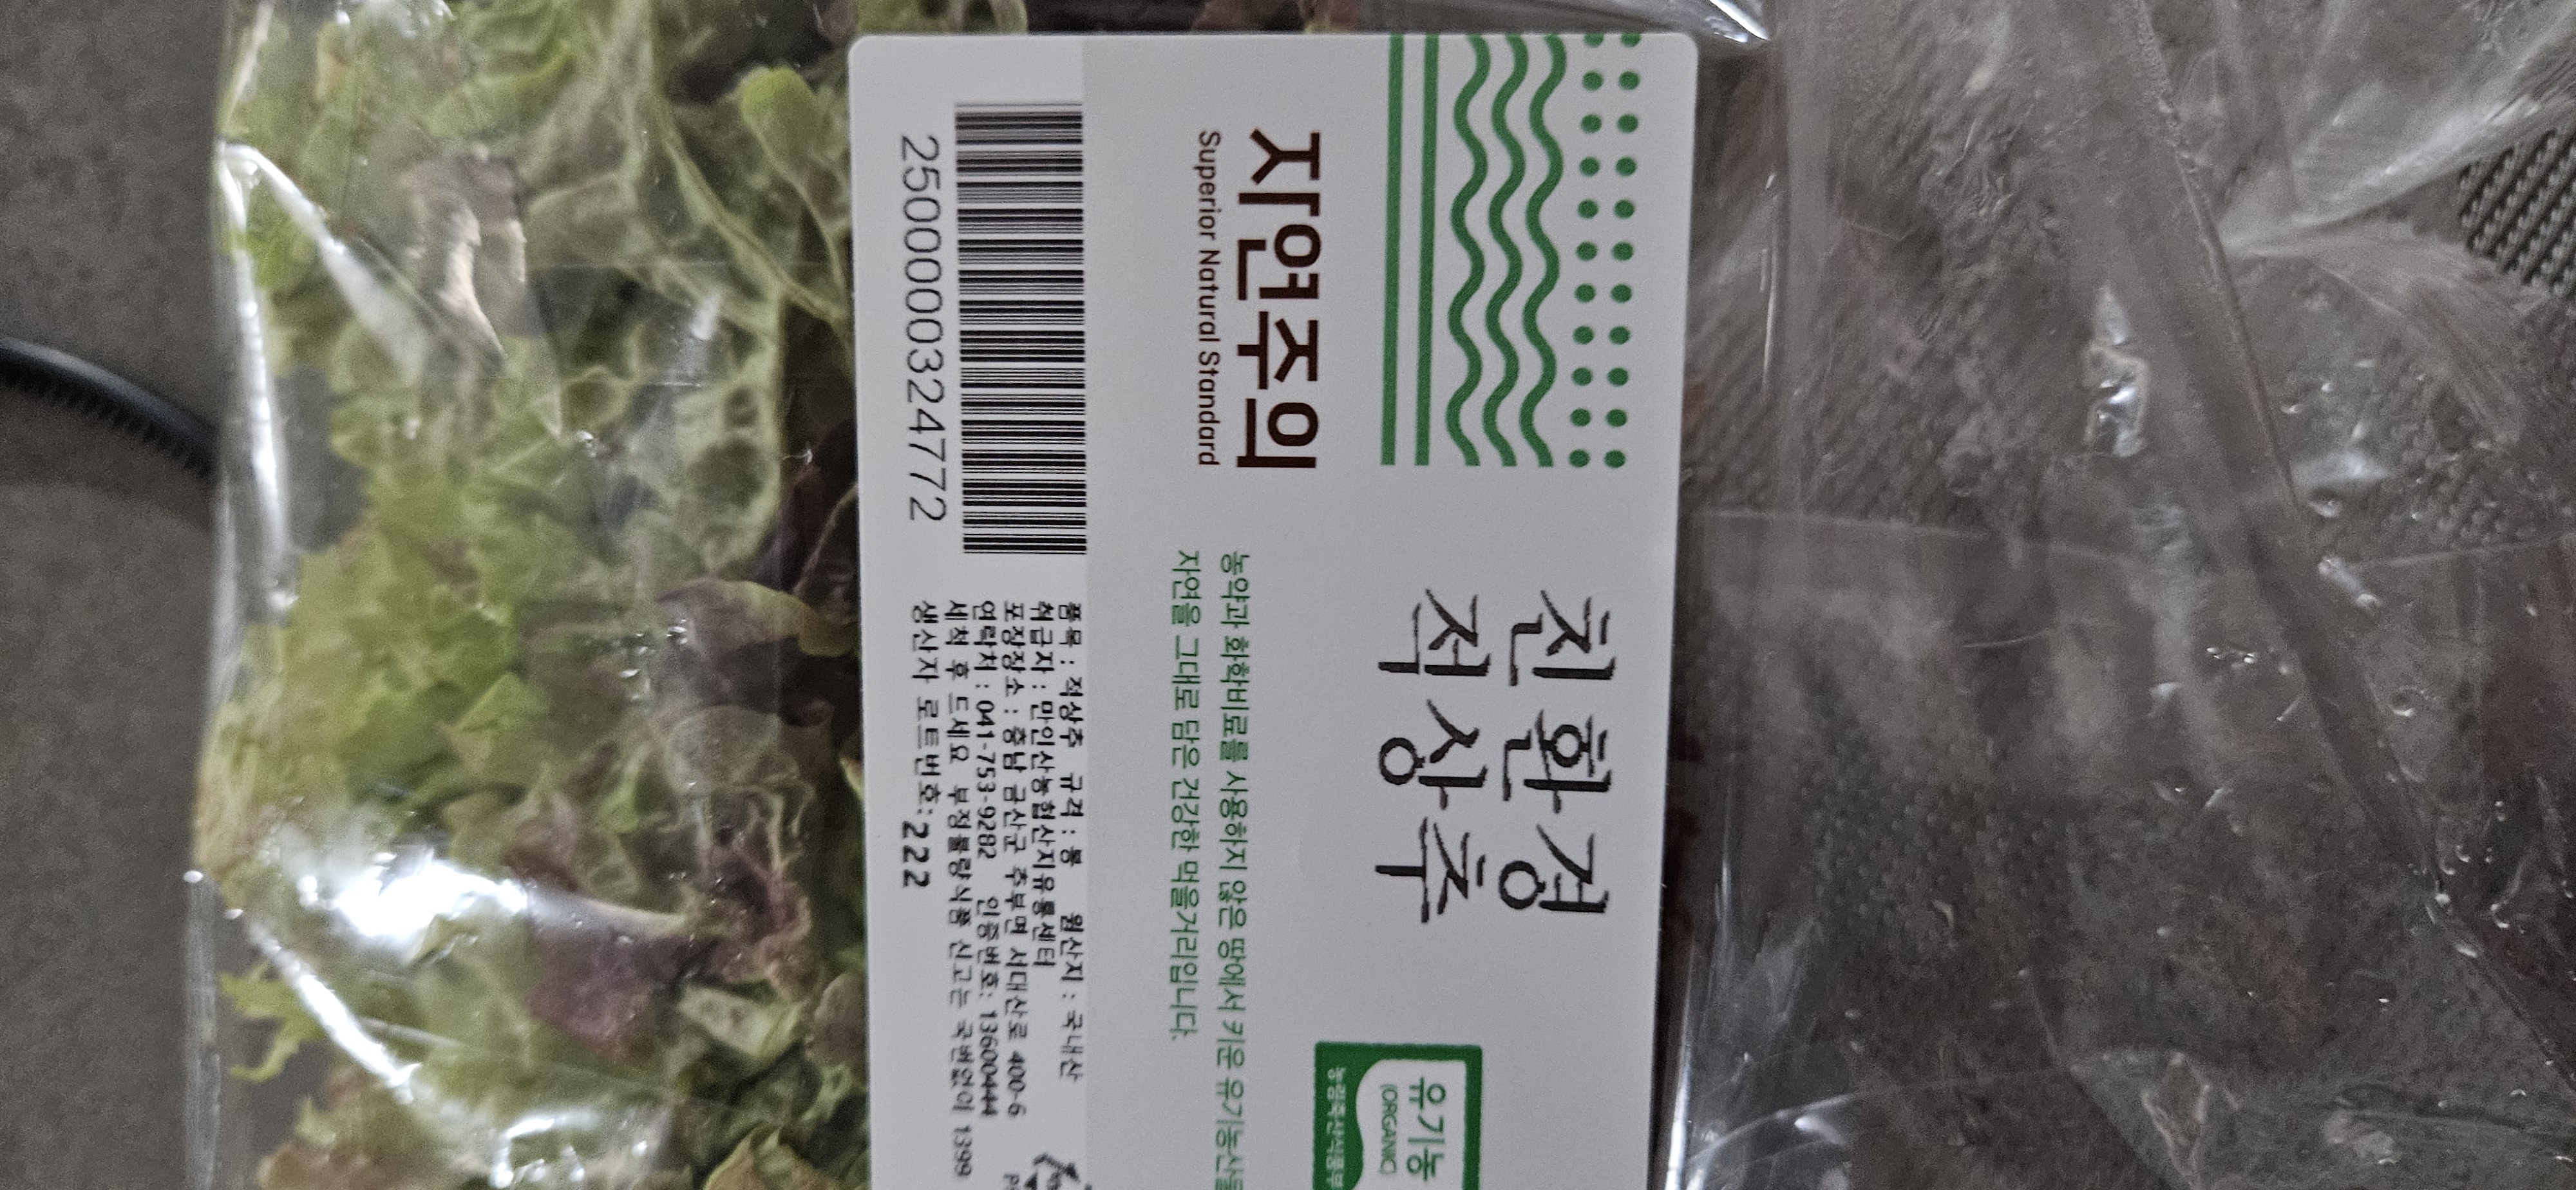 자연주의
Superior Natural Standard
친환경
적상추
농약과 화학비료를 사용하지 않은 땅에서 키운 유기농산물
자연을 그대로 담은 건강한 먹을거리입니다.
유기농
(ORGANIC)
농림축산식품부
2500000324772
품목 : 적상추 규격 : 봉 원산지 : 국내산
취급자 : 만인산농협산지유통센터
포장장소 : 충남 금산군 추부면 서대산로 400-6
연락처 : 041-753-9282 인증번호: 13600444
세척 후 드세요 부정불량식품 신고는 국번없이 1399
생산자 로트번호: 222